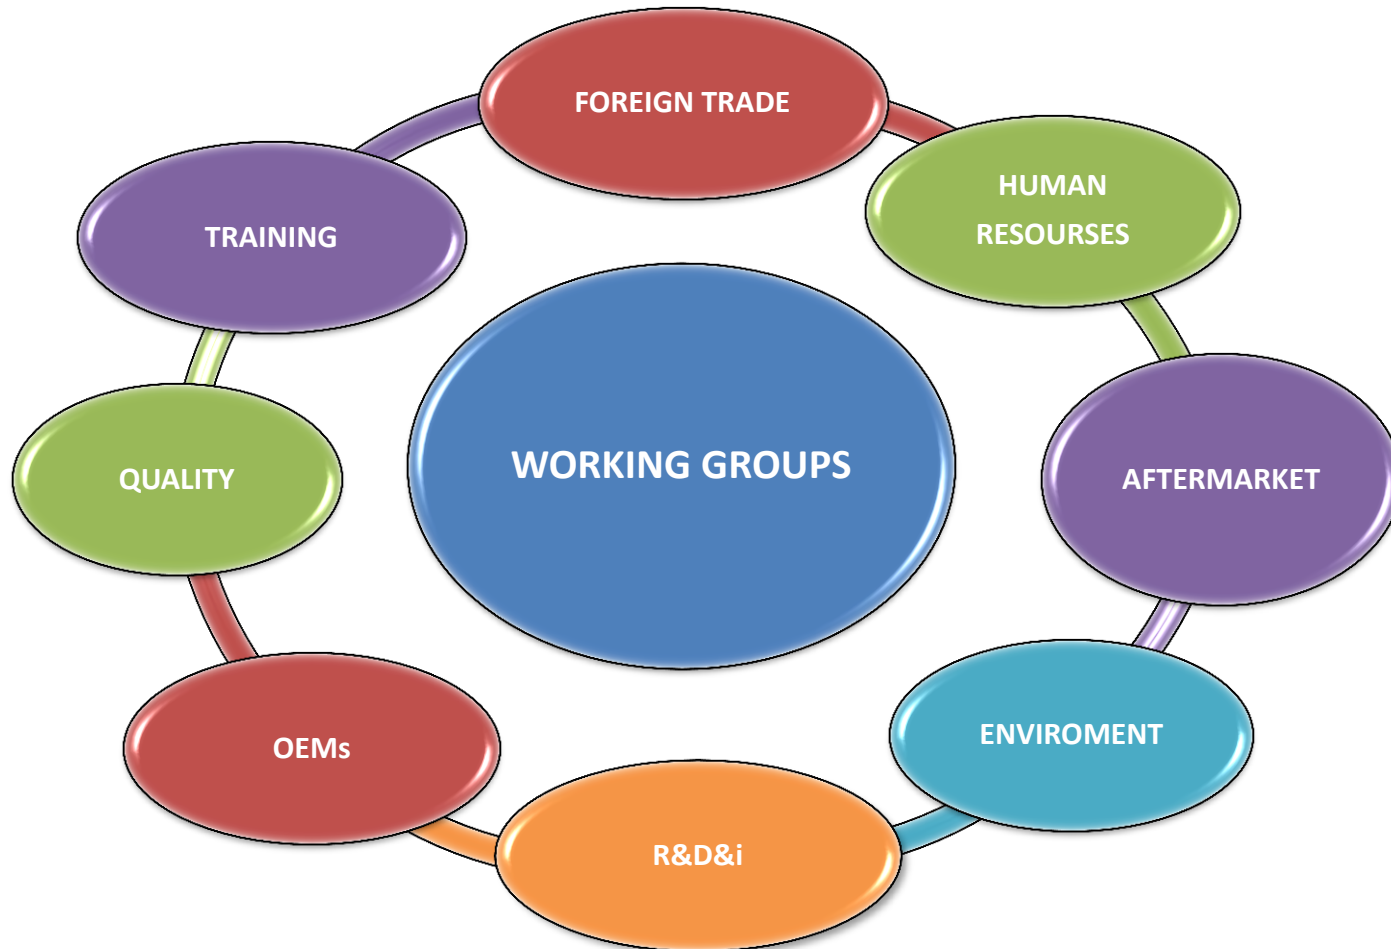 FOREIGN TRADE
HUMAN
RESOURSES
TRAINING
WORKING GROUPS
QUALITY
AFTERMARKET
ENVIROMENT
OEMs
R&D&i